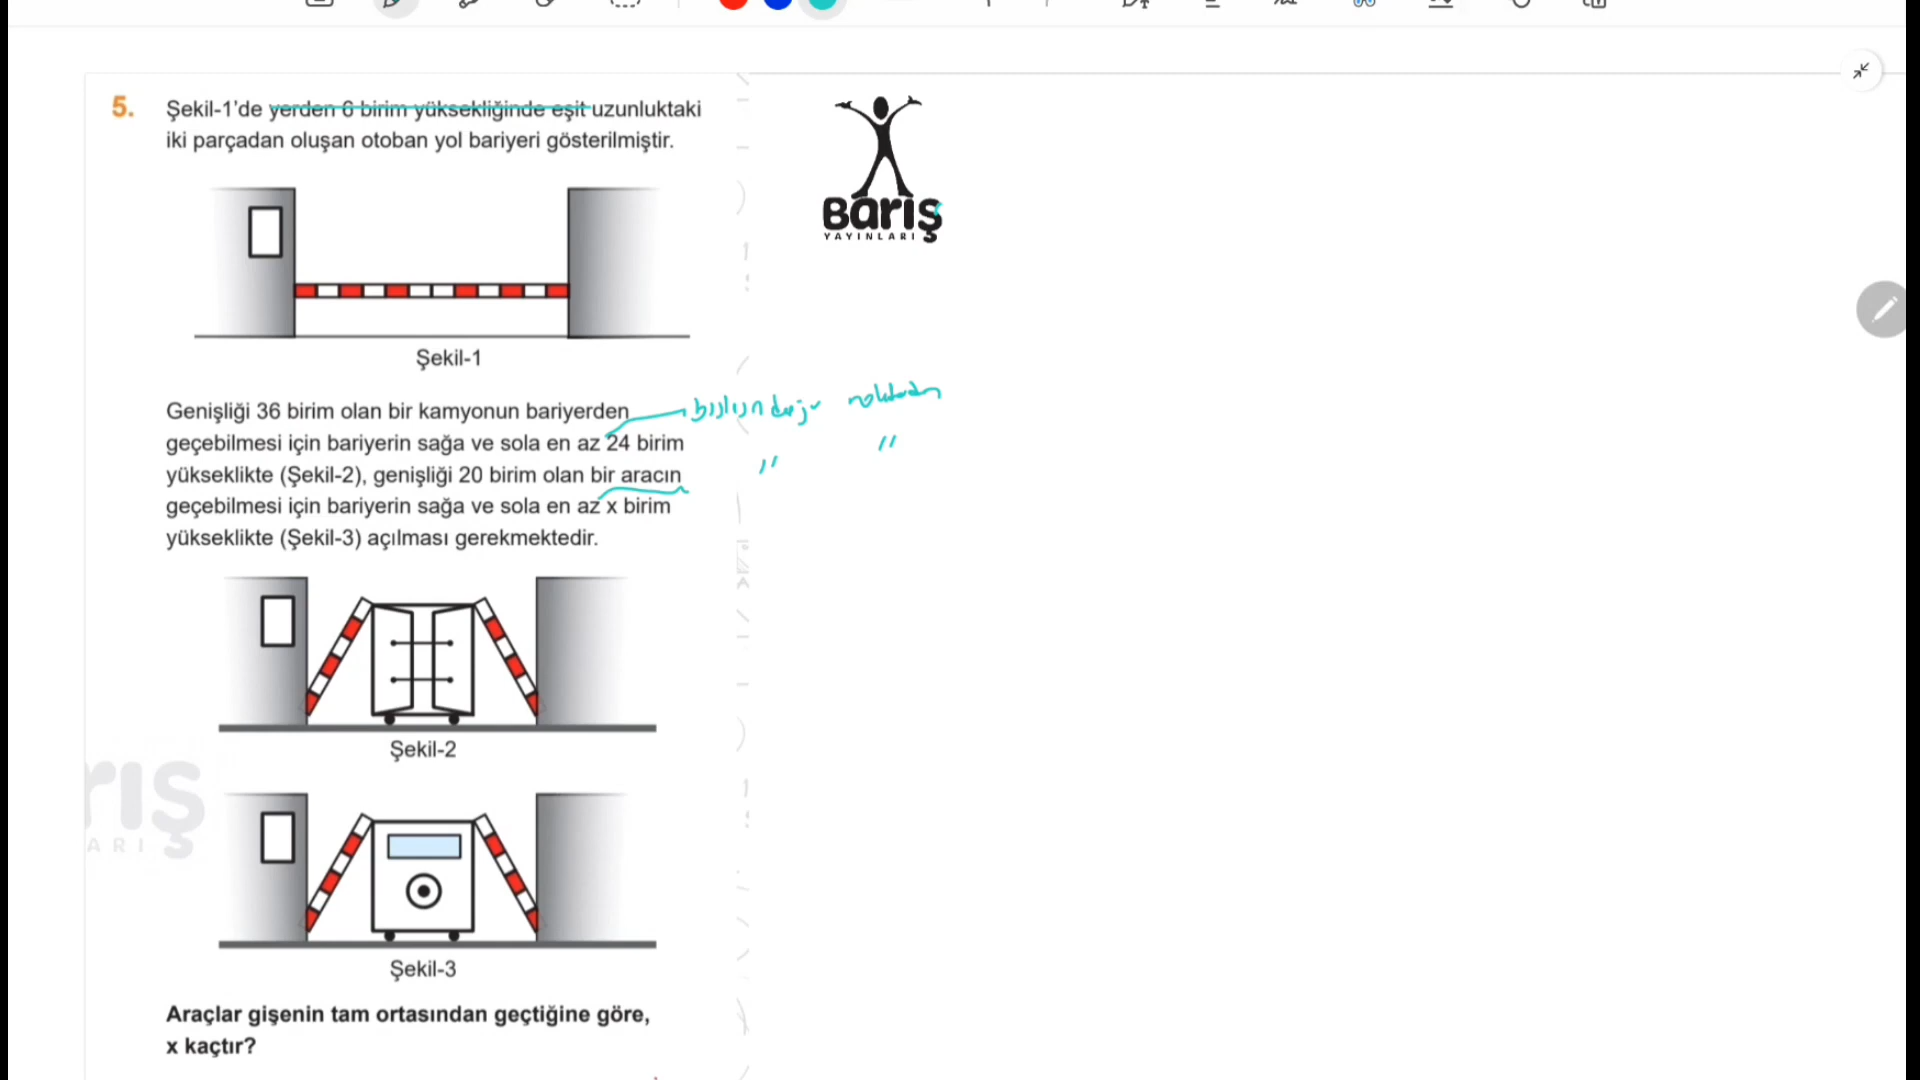 5. Şekil-1'de yerden 6 birim yüksekliğinde eşit uzunluktaki
iki parçadan oluşan otoban yol bariyeri gösterilmiştir.
Barış
YAYINLARI
Şekil-1
Genişliği 36 birim olan bir kamyonun bariyerden
geçebilmesi için bariyerin sağa ve sola en az 24 birim
yükseklikte (Şekil-2), genişliği 20 birim olan bir aracın
geçebilmesi için bariyerin sağa ve sola en az x birim
yükseklikte (Şekil-3) açılması gerekmektedir.
" "
Şekil-2
rış
ARI
Şekil-3
Araçlar gişenin tam ortasından geçtiğine göre,
x kaçtır?